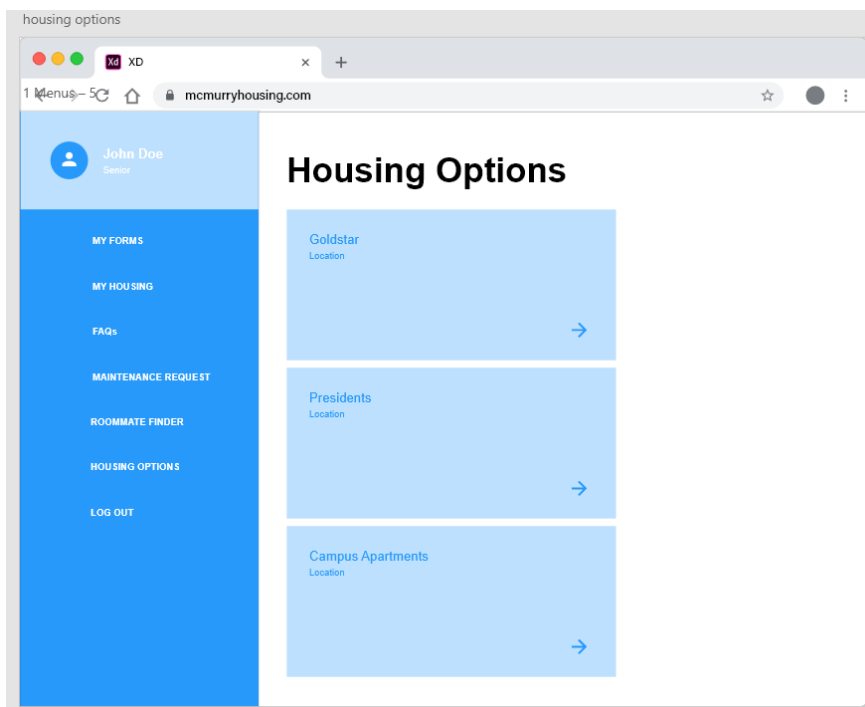 housing options
Xd XD × +
1 Menus – 5
mcmurryhousing.com
John Doe
Senior
MY FORMS
MY HOUSING
FAQs
MAINTENANCE REQUEST
ROOMMATE FINDER
HOUSING OPTIONS
LOG OUT
Housing Options
Goldstar
Location
Presidents
Location
Campus Apartments
Location